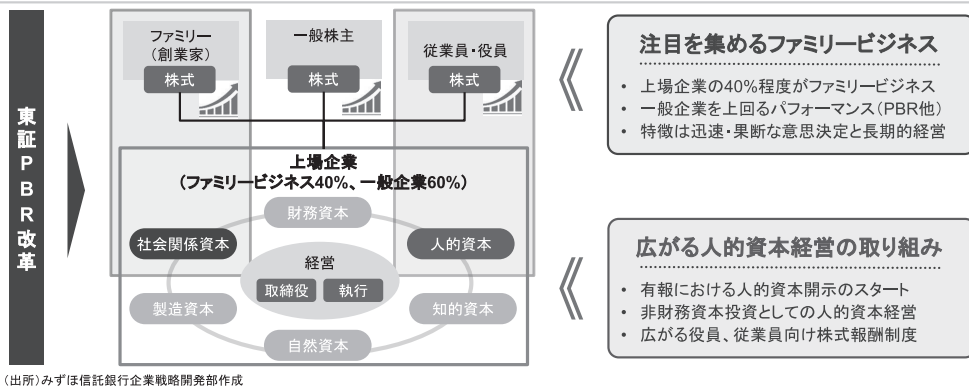 東証PBR改革
ファミリー
(創業家)
株式
一般株主
株式
従業員・役員
株式
上場企業
(ファミリービジネス40%、一般企業60%)
財務資本
社会関係資本
人的資本
経営
取締役
執行
製造資本
知的資本
自然資本
注目を集めるファミリービジネス
• 上場企業の40%程度がファミリービジネス
• 一般企業を上回るパフォーマンス(PBR他)
• 特徴は迅速・果断な意思決定と長期的経営
広がる人的資本経営の取り組み
• 有報における人的資本開示のスタート
• 非財務資本投資としての人的資本経営
• 広がる役員、従業員向け株式報酬制度
(出所)みずほ信託銀行企業戦略開発部作成